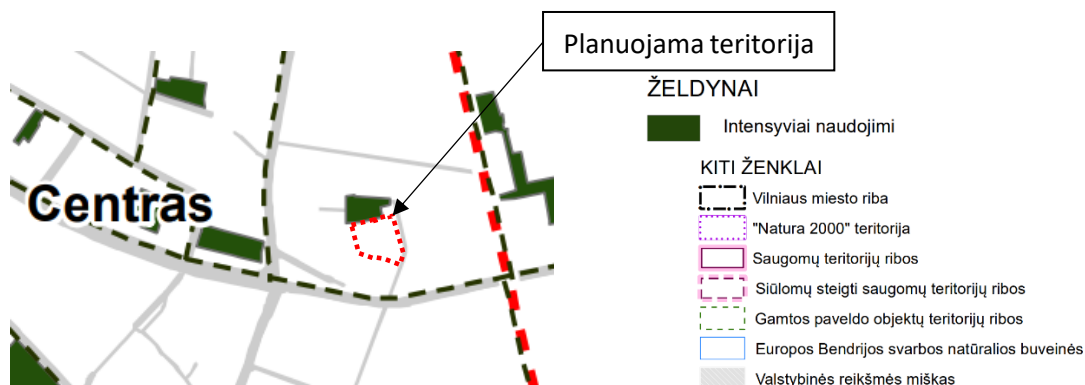 Planuojama teritorija
ŽELDYNAI
Intensyviai naudojimi
Centras
KITI ŽENKLAI
Vilniaus miesto riba
"Natura 2000" teritorija
Saugomų teritorijų ribos
Siūlomų steigti saugomų teritorijų ribos
Gamtos paveldo objektų teritorijų ribos
Europos Bendrijos svarbos natūralios buveinės
Valstybinės reikšmės miškas